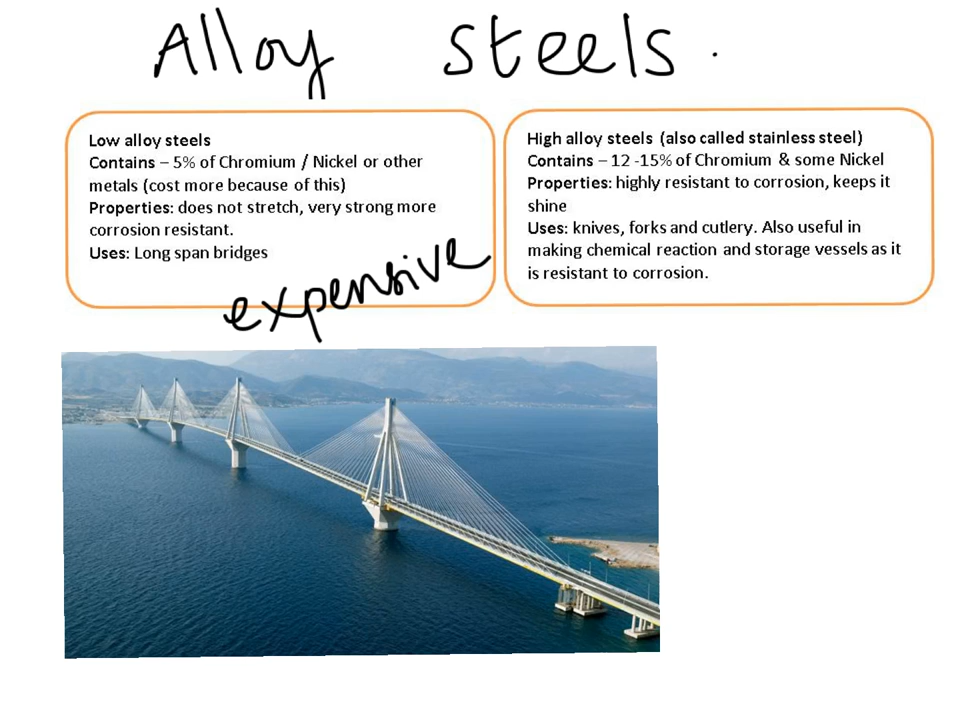 Alloy steels.
Low alloy steels
Contains – 5% of Chromium / Nickel or other
metals (cost more because of this)
Properties: does not stretch, very strong more
corrosion resistant.
Uses: Long span bridges
expensive
High alloy steels (also called stainless steel)
Contains – 12 -15% of Chromium & some Nickel
Properties: highly resistant to corrosion, keeps it
shine
Uses: knives, forks and cutlery. Also useful in
making chemical reaction and storage vessels as it
is resistant to corrosion.